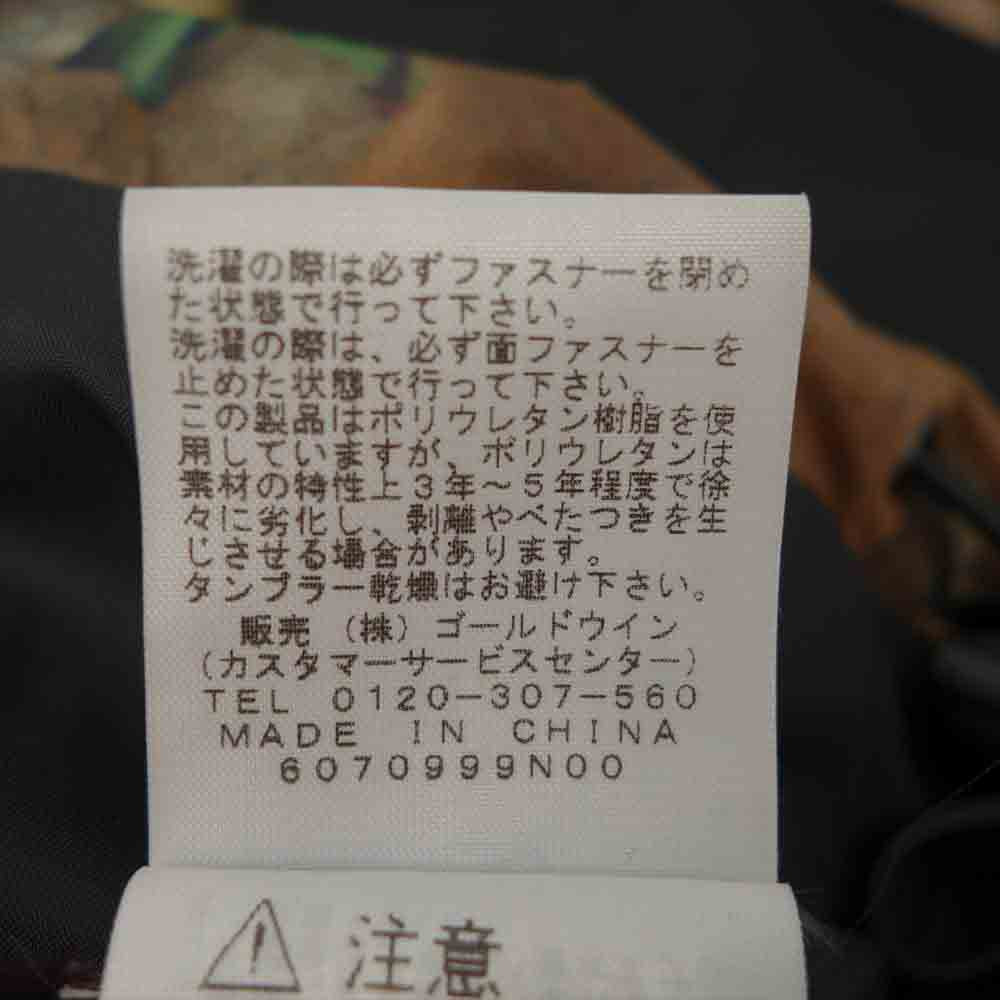 洗濯の際は必ずファスナーを閉め
た状態で行って下さい。
洗濯の際は、必ず面ファスナーを
止めた状態で行って下さい。
この製品はポリウレタン樹脂を使
用していますが、ポリウレタンは
素材の特性上3年～5年程度で徐
々に劣化し、剥離やべたつきを生
じさせる場合があります。
タンブラー乾燥はお避け下さい。
販売 (株) ゴールドウイン
(カスタマーサービスセンター)
TEL 0120-307-560
MADE IN CHINA
6070999N00
注意